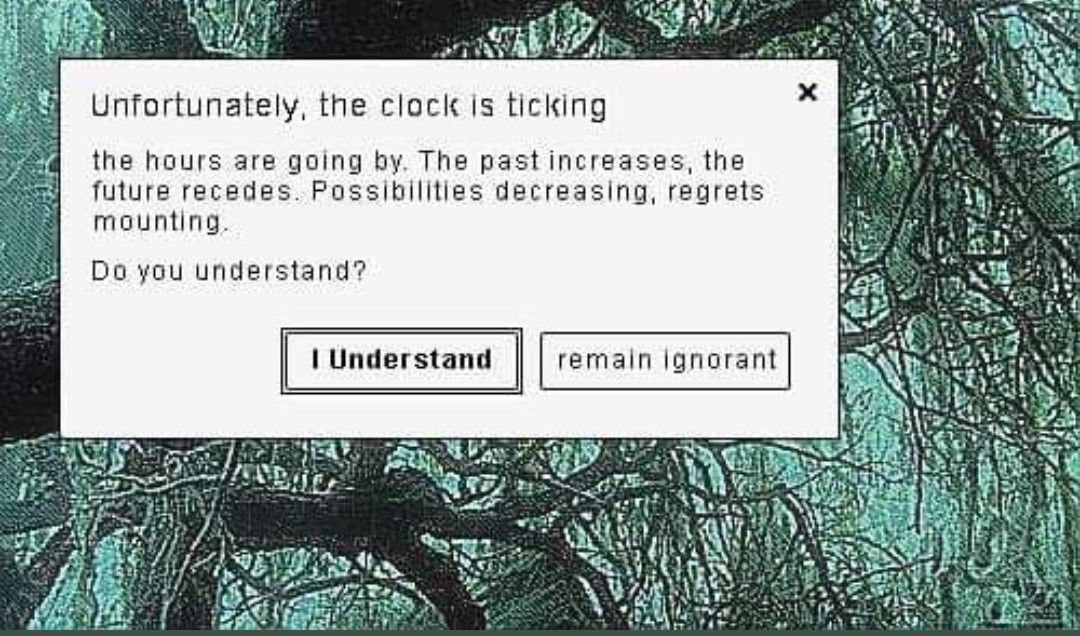 Unfortunately, the clock is ticking
the hours are going by. The past increases, the
future recedes. Possibilities decreasing, regrets
mounting.
Do you understand?
I Understand
remain ignorant